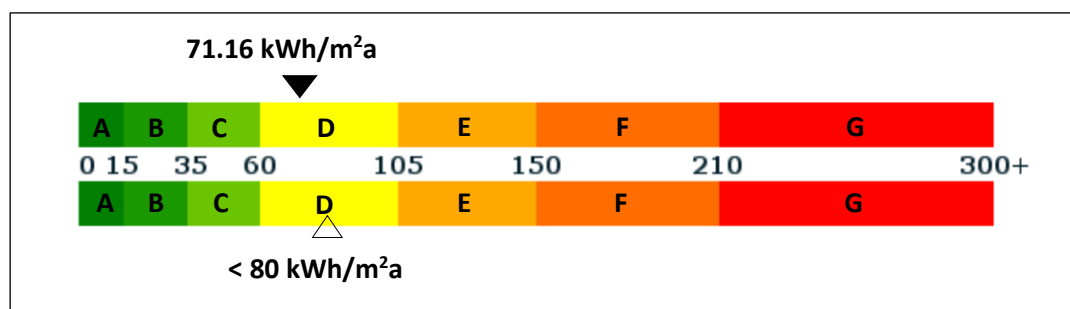 71.16 kWh/m²a
A B C D E F G
0 15 35 60 105 150 210 300+
A B C D E F G
< 80 kWh/m²a